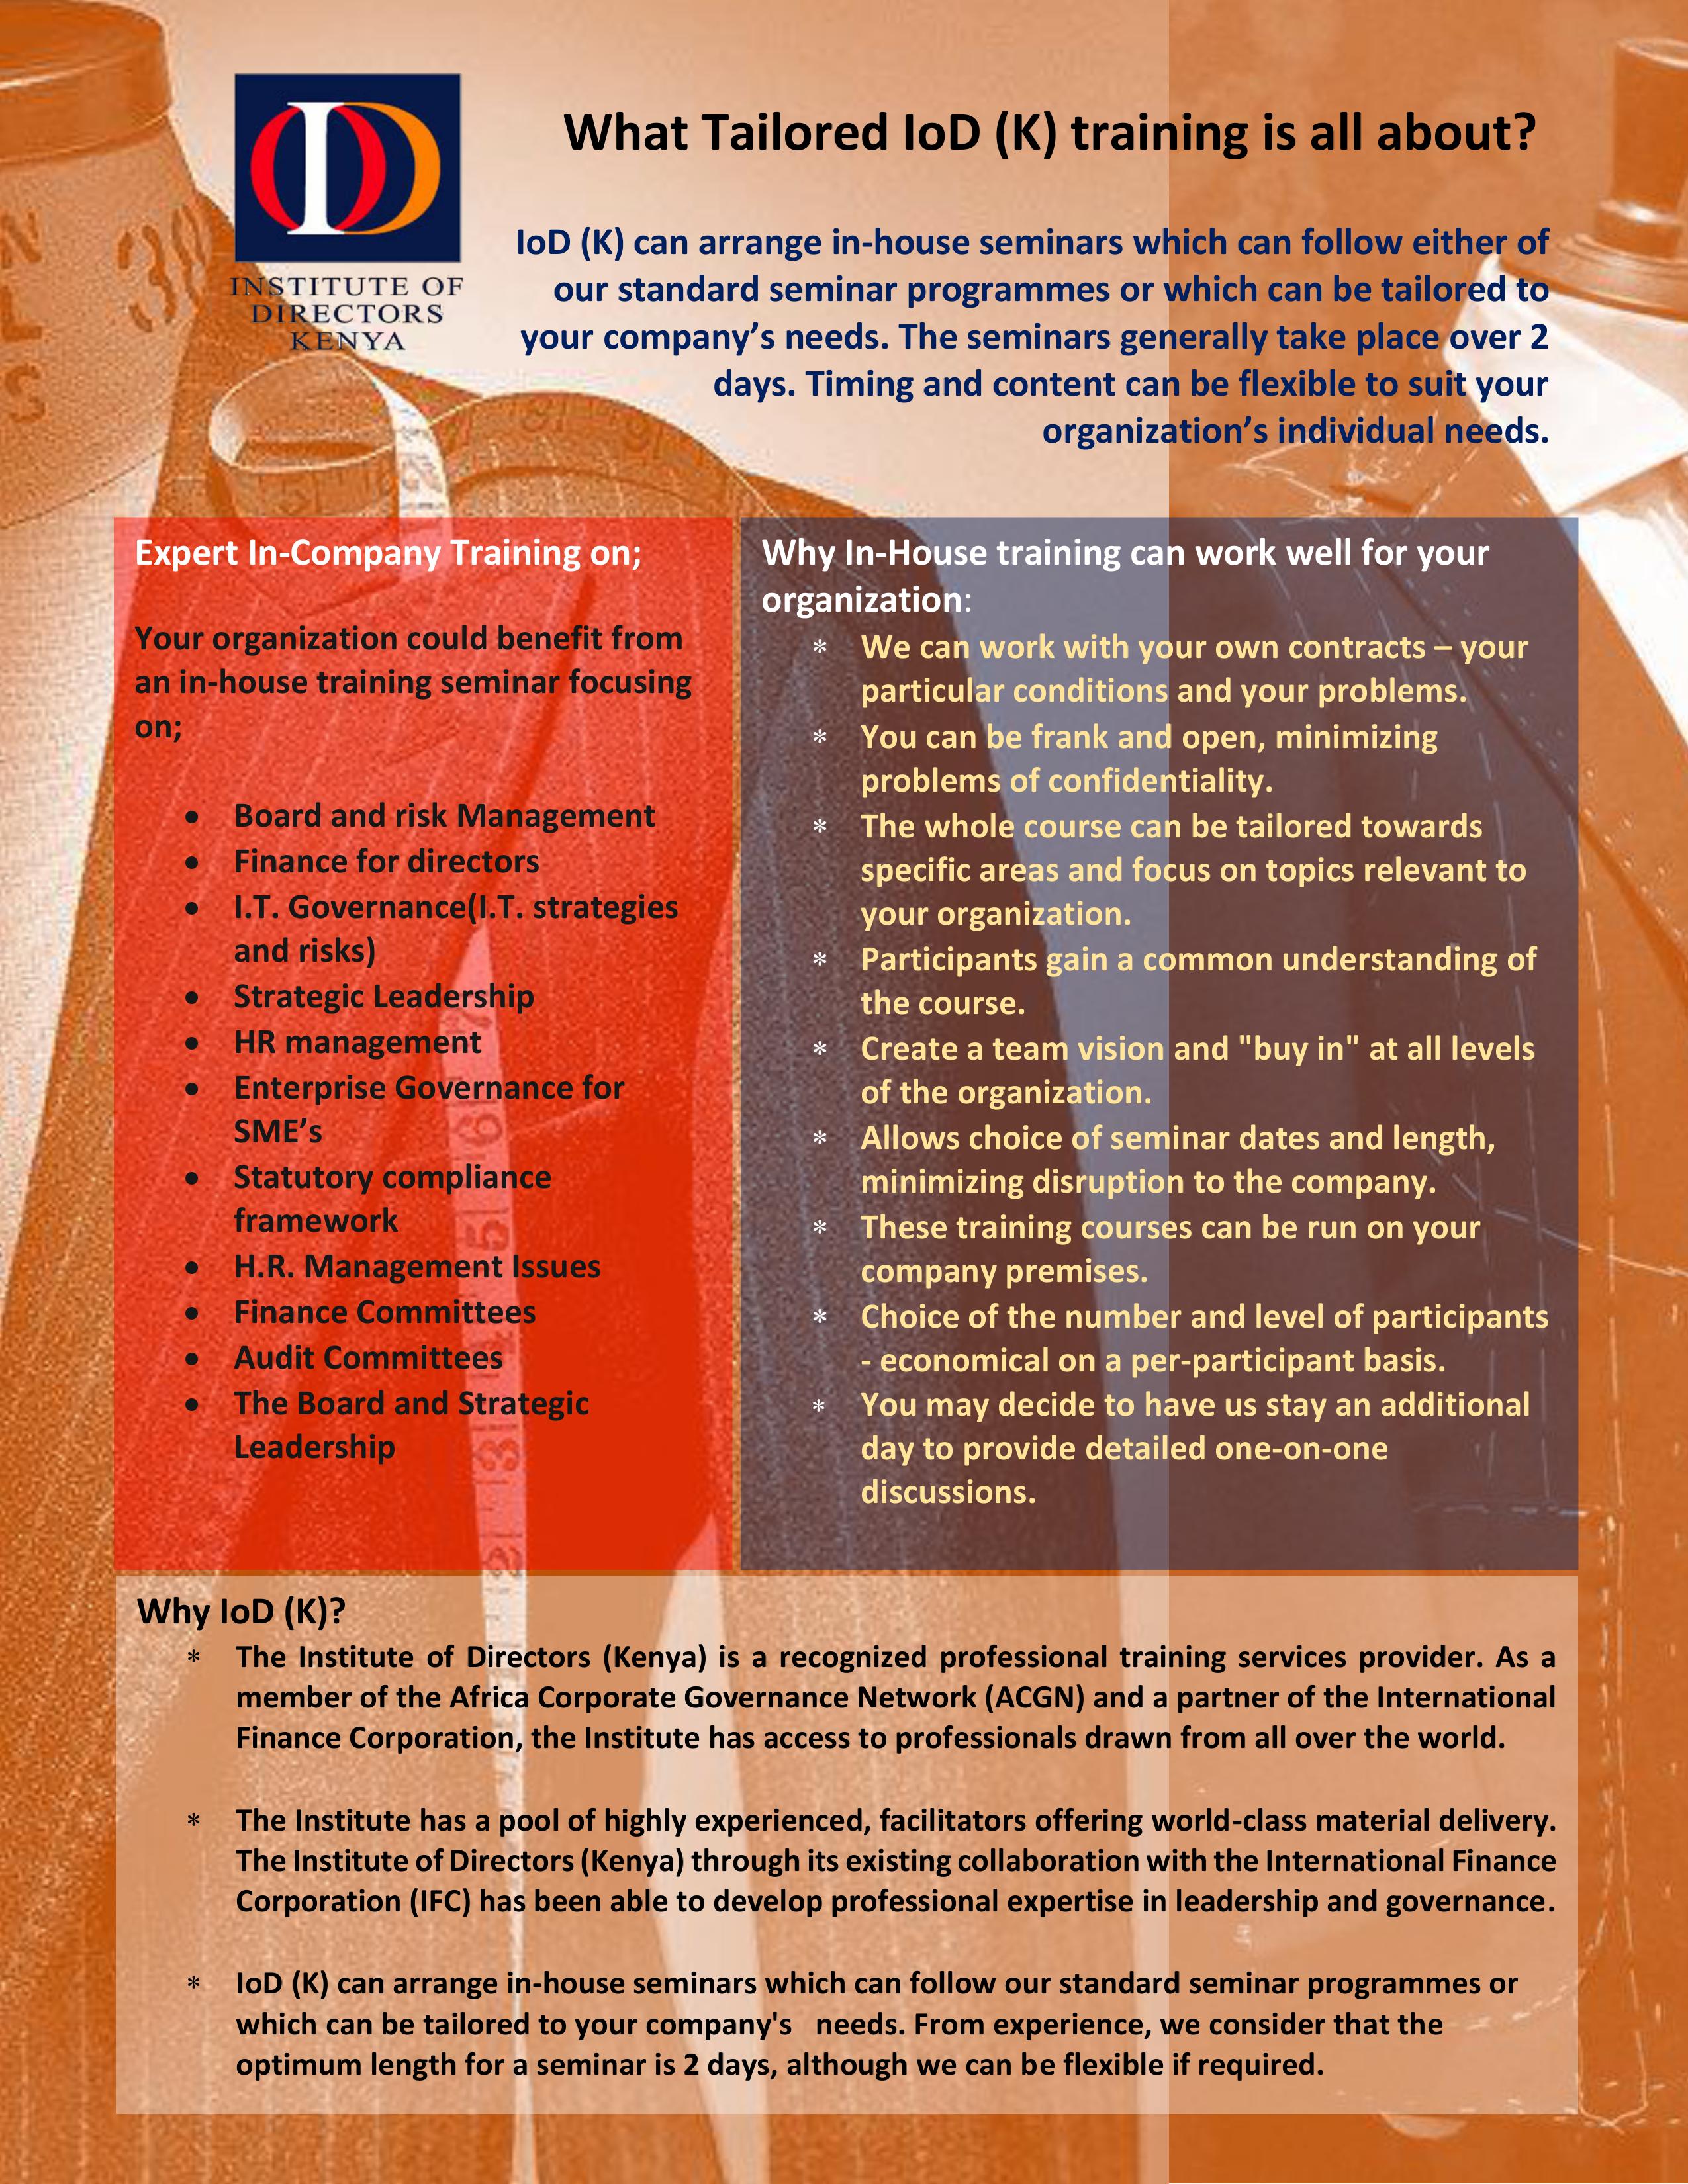 INSTITUTE OF
DIRECTORS
KENYA
What Tailored IoD (K) training is all about?
IoD (K) can arrange in-house seminars which can follow either of
our standard seminar programmes or which can be tailored to
your company’s needs. The seminars generally take place over 2
days. Timing and content can be flexible to suit your
organization’s individual needs.
Expert In-Company Training on;
Your organization could benefit from
an in-house training seminar focusing
on;
• Board and risk Management
• Finance for directors
• I.T. Governance(I.T. strategies
and risks)
• Strategic Leadership
• HR management
• Enterprise Governance for
SME’s
• Statutory compliance
framework
• H.R. Management Issues
• Finance Committees
• Audit Committees
• The Board and Strategic
Leadership
Why In-House training can work well for your
organization:
* We can work with your own contracts – your
particular conditions and your problems.
* You can be frank and open, minimizing
problems of confidentiality.
* The whole course can be tailored towards
specific areas and focus on topics relevant to
your organization.
* Participants gain a common understanding of
the course.
* Create a team vision and "buy in" at all levels
of the organization.
* Allows choice of seminar dates and length,
minimizing disruption to the company.
* These training courses can be run on your
company premises.
* Choice of the number and level of participants
- economical on a per-participant basis.
* You may decide to have us stay an additional
day to provide detailed one-on-one
discussions.
Why IoD (K)?
* The Institute of Directors (Kenya) is a recognized professional training services provider. As a
member of the Africa Corporate Governance Network (ACGN) and a partner of the International
Finance Corporation, the Institute has access to professionals drawn from all over the world.
* The Institute has a pool of highly experienced, facilitators offering world-class material delivery.
The Institute of Directors (Kenya) through its existing collaboration with the International Finance
Corporation (IFC) has been able to develop professional expertise in leadership and governance.
* IoD (K) can arrange in-house seminars which can follow our standard seminar programmes or
which can be tailored to your company's needs. From experience, we consider that the
optimum length for a seminar is 2 days, although we can be flexible if required.